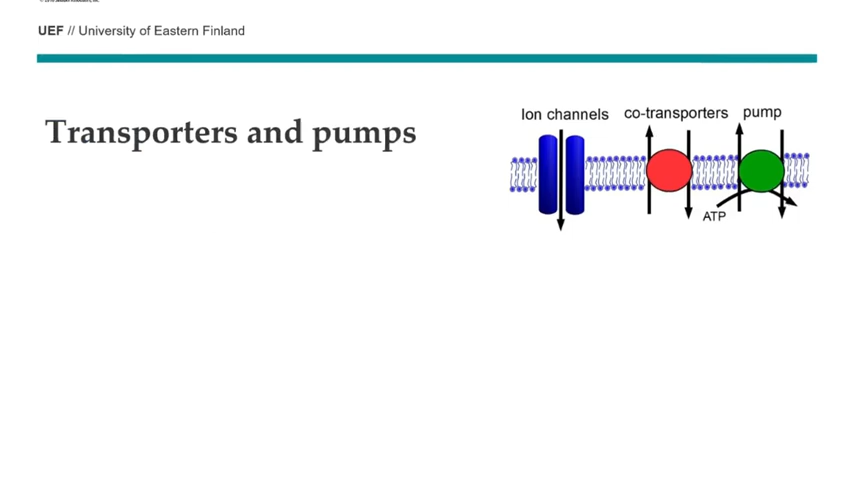 UEF // University of Eastern Finland
Transporters and pumps
Ion channels co-transporters pump
ATP